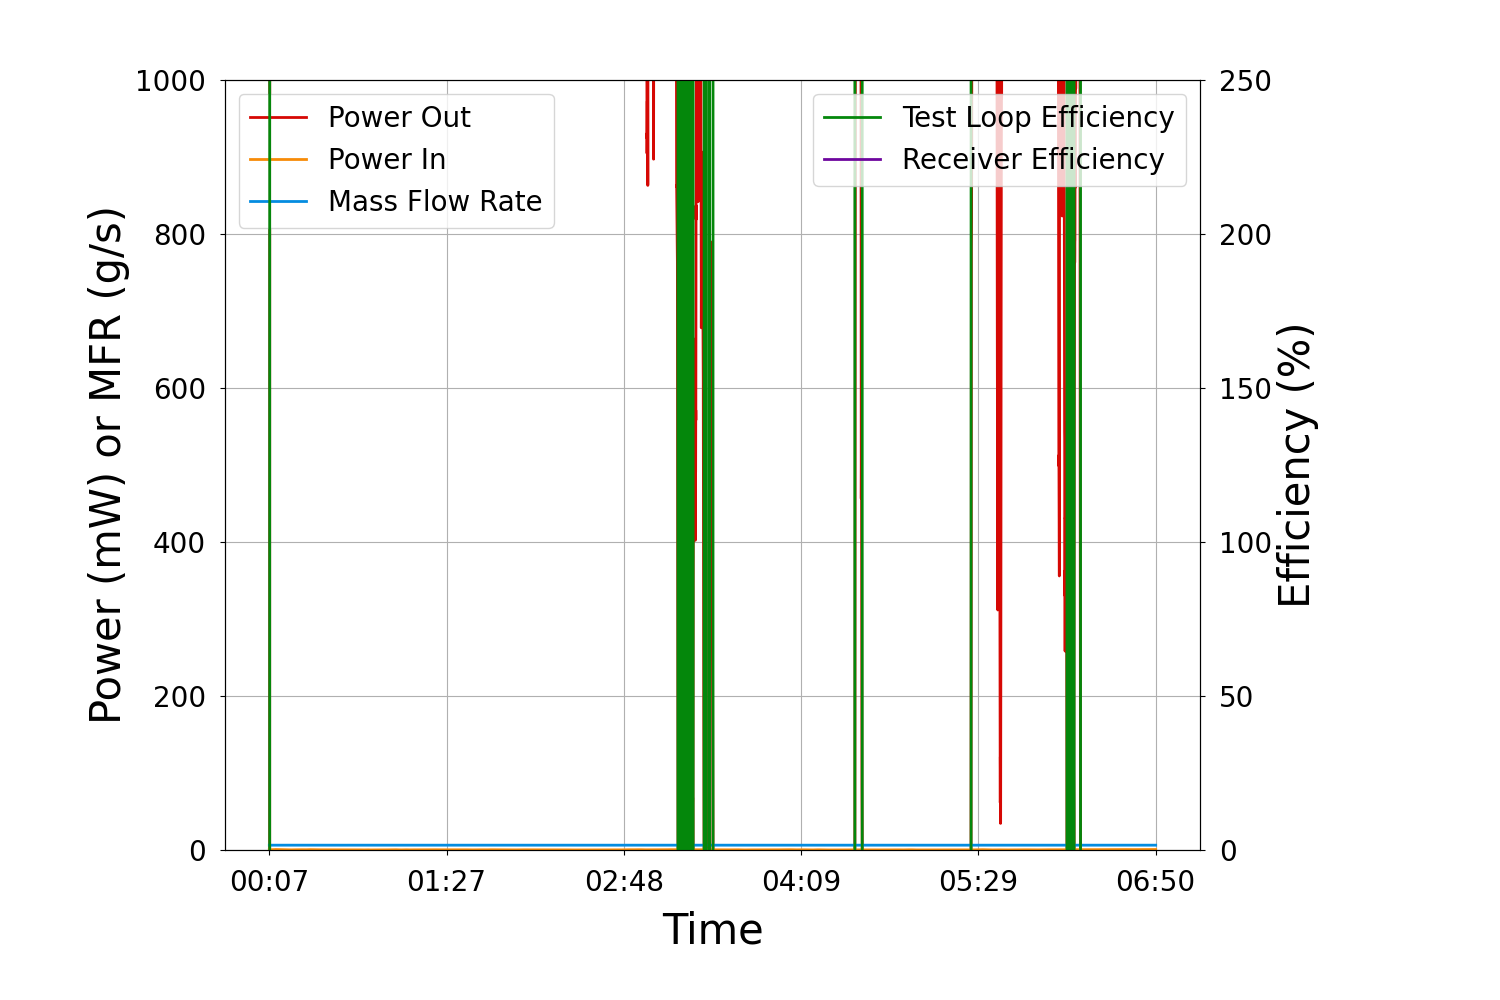 1000
800
600
400
200
0
Power (mW) or MFR (g/s)
Power Out
Power In
Mass Flow Rate
Test Loop Efficiency
Receiver Efficiency
250
200
150
100
50
0
Efficiency (%)
00:07 01:27 02:48 04:09 05:29 06:50
Time